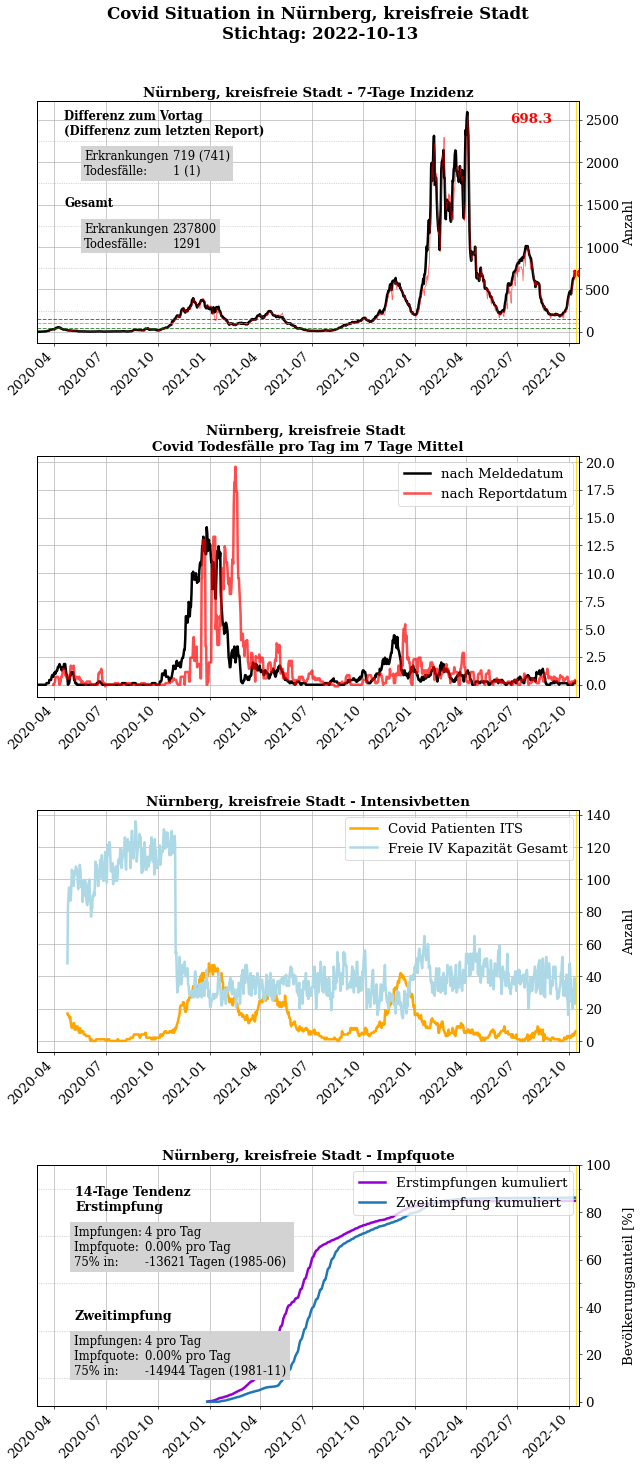 Covid Situation in Nürnberg, kreisfreie Stadt
Stichtag: 2022-10-13
Nürnberg, kreisfreie Stadt - 7-Tage Inzidenz
Differenz zum Vortag
(Differenz zum letzten Report)
Erkrankungen 719 (741)
Todesfälle: 1 (1)
Gesamt
Erkrankungen 237800
Todesfälle: 1291
698.3
2500
2000
1500
1000
500
0
Anzahl
2020-04 2020-07 2020-10 2021-01 2021-04 2021-07 2021-10 2022-01 2022-04 2022-07 2022-10
Nürnberg, kreisfreie Stadt
Covid Todesfälle pro Tag im 7 Tage Mittel
nach Meldedatum
nach Reportdatum
20.0
17.5
15.0
12.5
10.0
7.5
5.0
2.5
0.0
2020-04 2020-07 2020-10 2021-01 2021-04 2021-07 2021-10 2022-01 2022-04 2022-07 2022-10
Nürnberg, kreisfreie Stadt - Intensivbetten
Covid Patienten ITS
Freie IV Kapazität Gesamt
140
120
100
80
60
40
20
0
Anzahl
2020-04 2020-07 2020-10 2021-01 2021-04 2021-07 2021-10 2022-01 2022-04 2022-07 2022-10
Nürnberg, kreisfreie Stadt - Impfquote
14-Tage Tendenz
Erstimpfung
Impfungen: 4 pro Tag
Impfquote: 0.00% pro Tag
75% in: -13621 Tagen (1985-06)
Zweitimpfung
Impfungen: 4 pro Tag
Impfquote: 0.00% pro Tag
75% in: -14944 Tagen (1981-11)
Erstimpfungen kumuliert
Zweitimpfung kumuliert
100
80
60
40
20
0
Bevölkerungsanteil [%]
2020-04 2020-07 2020-10 2021-01 2021-04 2021-07 2021-10 2022-01 2022-04 2022-07 2022-10